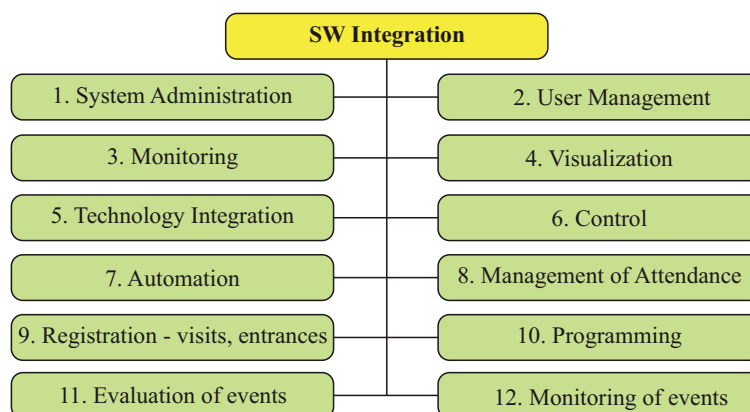 SW Integration
1. System Administration
2. User Management
3. Monitoring
4. Visualization
5. Technology Integration
6. Control
7. Automation
8. Management of Attendance
9. Registration - visits, entrances
10. Programming
11. Evaluation of events
12. Monitoring of events